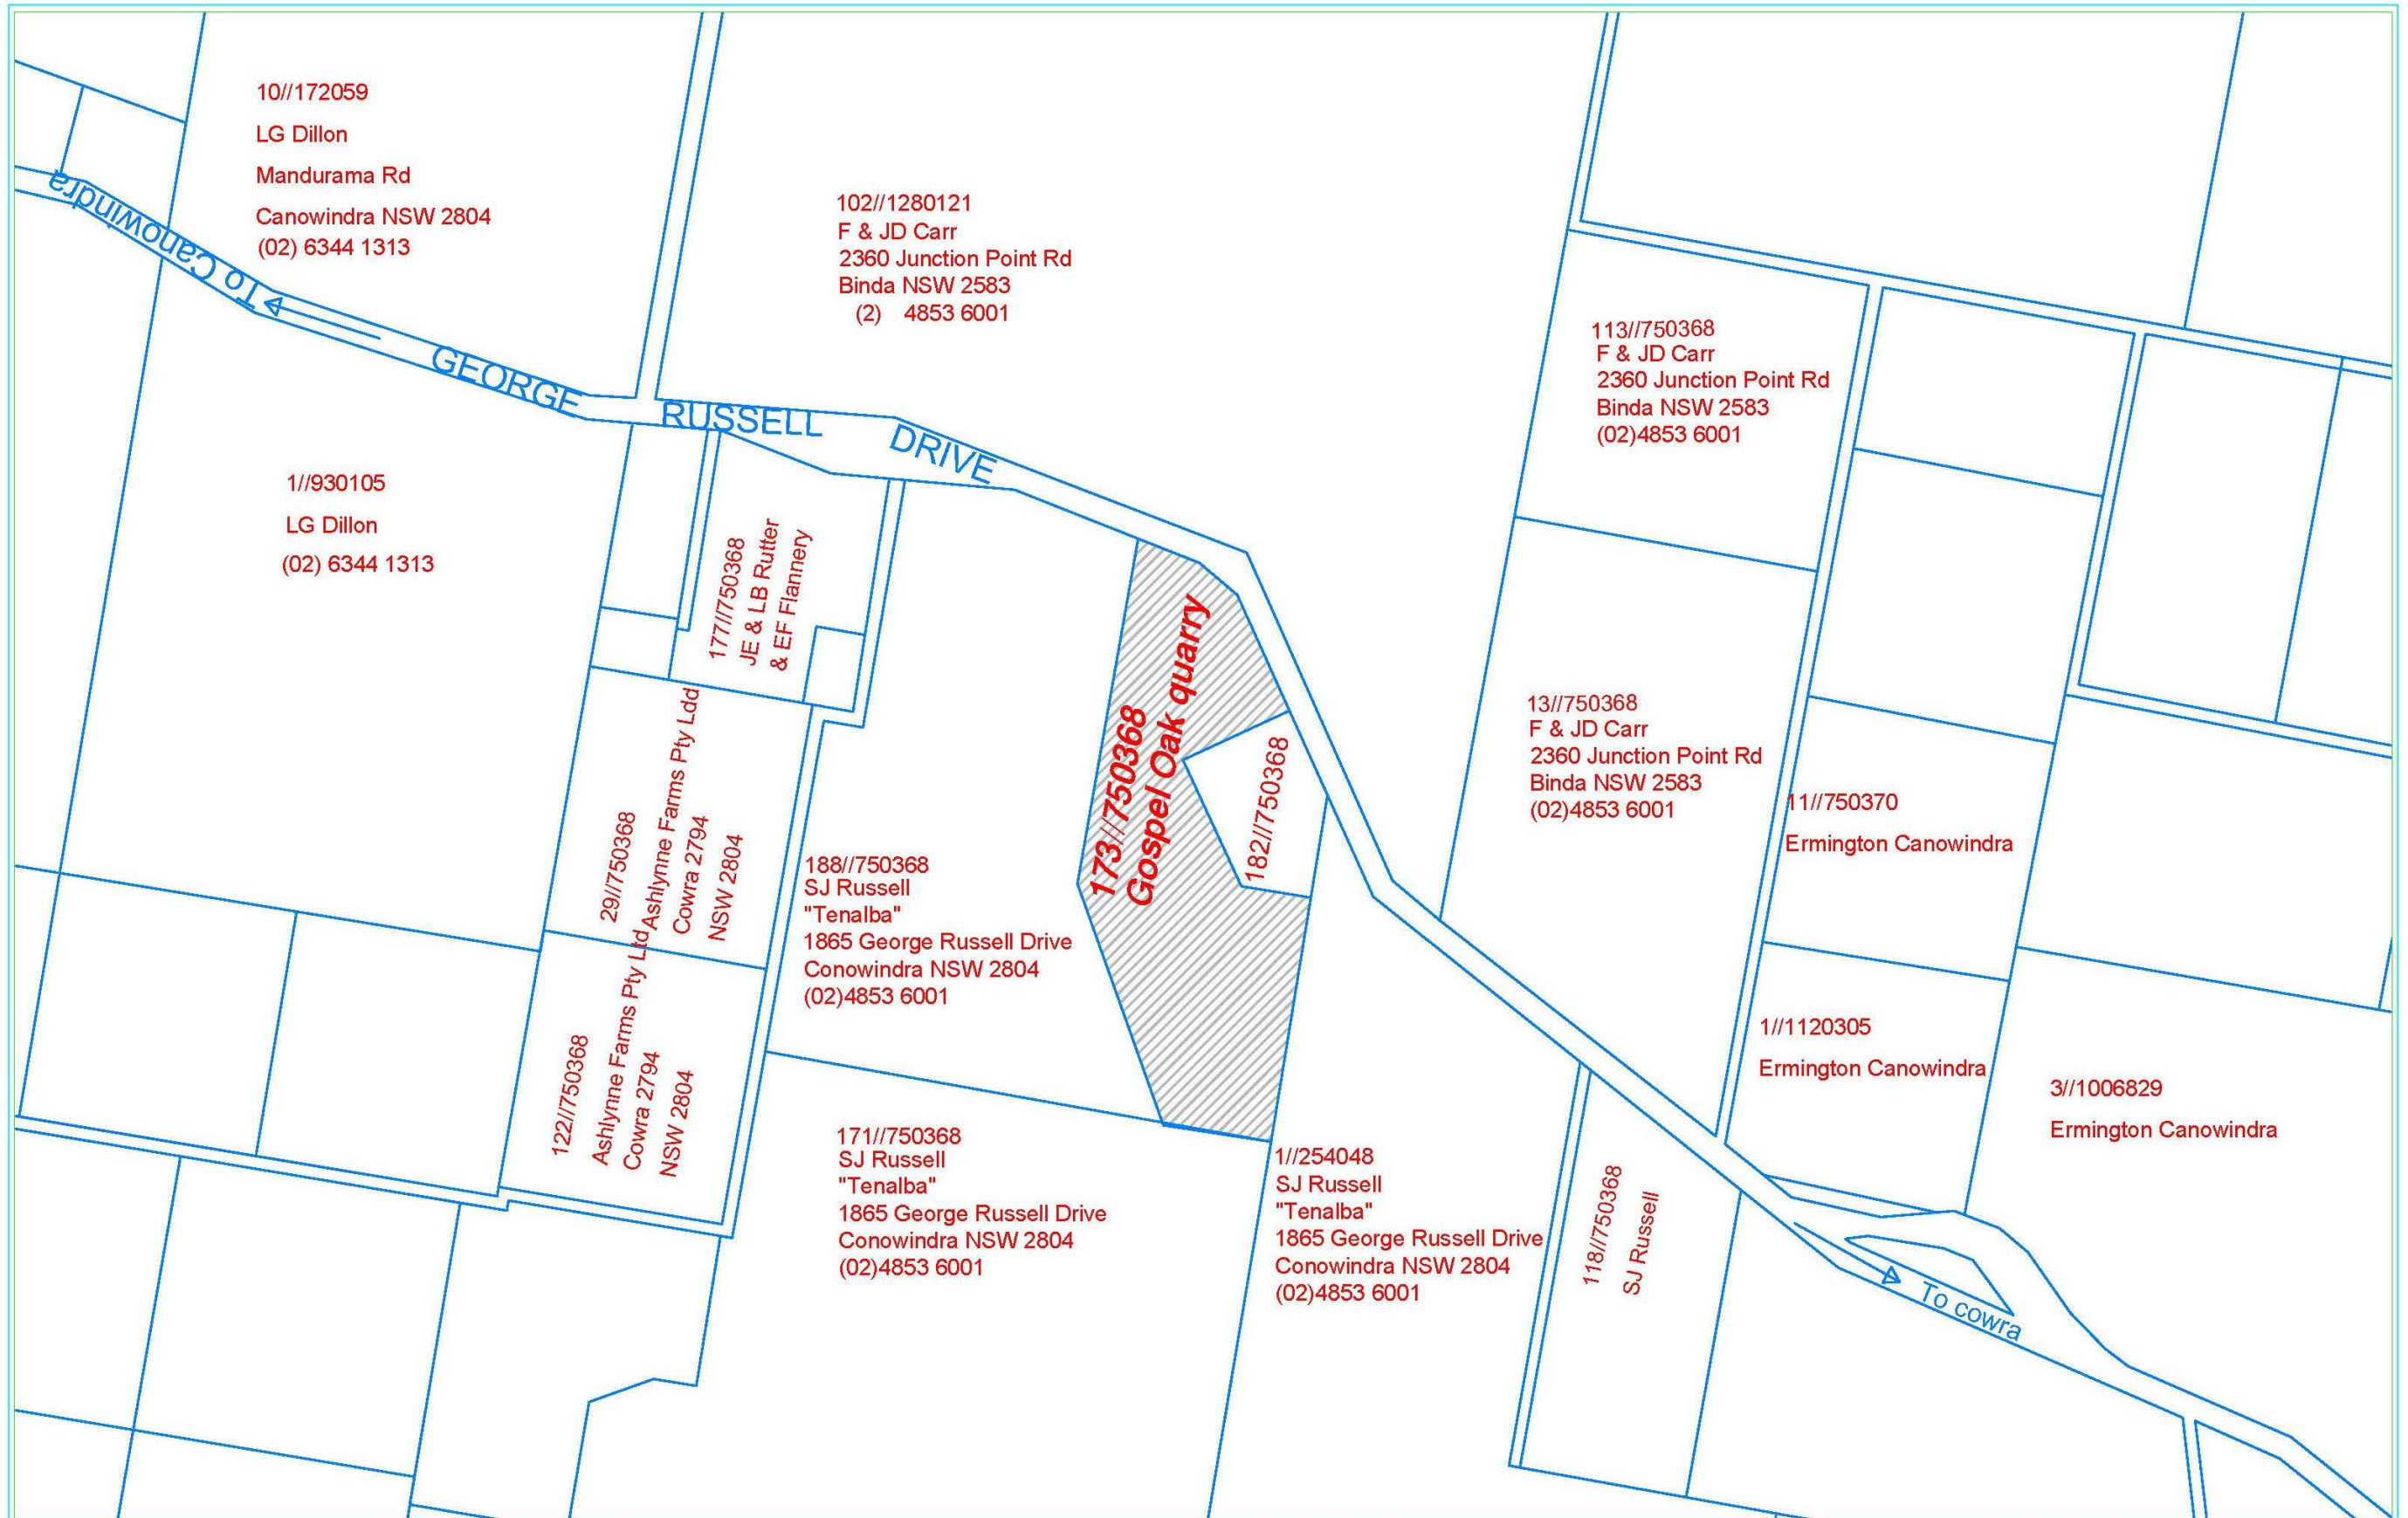 10//172059
LG Dillon
Mandurama Rd
Canowindra NSW 2804
(02) 6344 1313
To Canowindra
102//1280121
F & JD Carr
2360 Junction Point Rd
Binda NSW 2583
(2) 4853 6001
113//750368
F & JD Carr
2360 Junction Point Rd
Binda NSW 2583
(02)4853 6001
GEORGE RUSSELL DRIVE
1//930105
LG Dillon
(02) 6344 1313
177//750368
JE & LB Rutter
& EF Flannery
173//750368
Gospel Oak quarry
182//750368
13//750368
F & JD Carr
2360 Junction Point Rd
Binda NSW 2583
(02)4853 6001
11//750370
Ermington Canowindra
29//750368
Ashlynne Farms Pty Ldd
Cowra 2794
NSW 2804
188//750368
SJ Russell
"Tenalba"
1865 George Russell Drive
Conowindra NSW 2804
(02)4853 6001
122//750368
Ashlynne Farms Pty Ltd
Cowra 2794
NSW 2804
1//1120305
Ermington Canowindra
3//1006829
Ermington Canowindra
171//750368
SJ Russell
"Tenalba"
1865 George Russell Drive
Conowindra NSW 2804
(02)4853 6001
1//254048
SJ Russell
"Tenalba"
1865 George Russell Drive
Conowindra NSW 2804
(02)4853 6001
118//750368
SJ Russell
To cowra